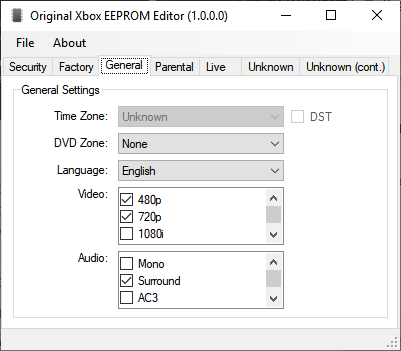 Original Xbox EEPROM Editor (1.0.0.0)
File About
Security Factory General Parental Live Unknown Unknown (cont.)
General Settings
Time Zone: Unknown DST
DVD Zone: None
Language: English
Video: 480p
720p
1080i
Audio: Mono
Surround
AC3